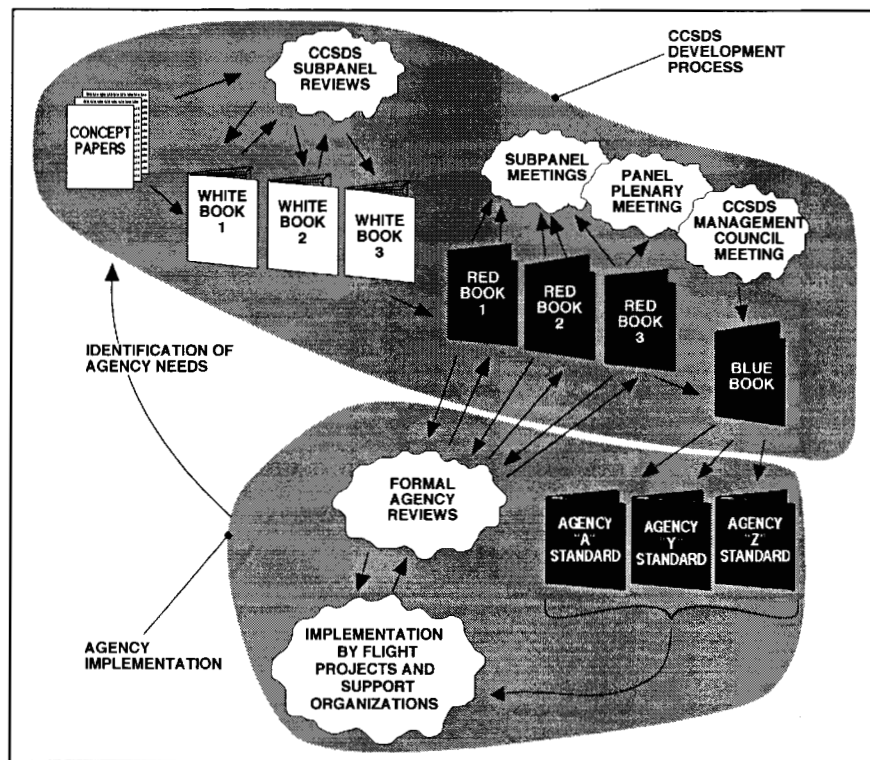 CCSDS
SUBPANEL
REVIEWS
CCSDS
DEVELOPMENT
PROCESS
CONCEPT
PAPERS
WHITE
BOOK
1
WHITE
BOOK
2
WHITE
BOOK
3
SUBPANEL
MEETINGS
PANEL
PLENARY
MEETING
CCSDS
MANAGEMENT
COUNCIL
MEETING
RED
BOOK
1
RED
BOOK
2
RED
BOOK
3
BLUE
BOOK
IDENTIFICATION OF
AGENCY NEEDS
FORMAL
AGENCY
REVIEWS
AGENCY
"A"
STANDARD
AGENCY
"Y"
STANDARD
AGENCY
"Z"
STANDARD
AGENCY
IMPLEMENTATION
IMPLEMENTATION
BY FLIGHT
PROJECTS AND
SUPPORT
ORGANIZATIONS